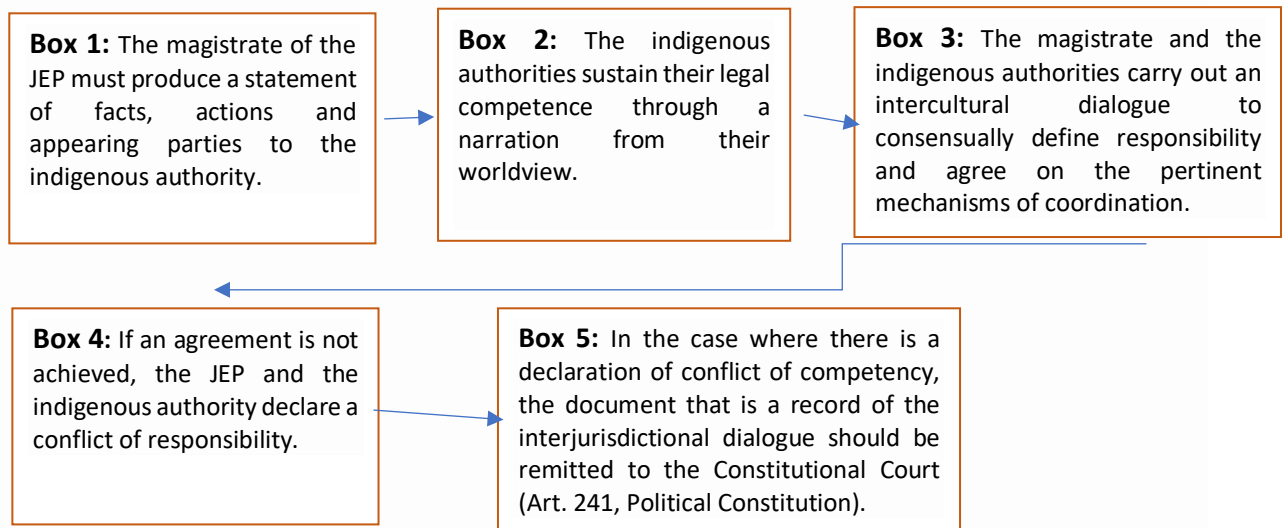 Box 1: The magistrate of the
JEP must produce a statement
of facts, actions and
appearing parties to the
indigenous authority.
Box 2: The indigenous
authorities sustain their legal
competence through a
narration from their
worldview.
Box 3: The magistrate and the
indigenous authorities carry out an
intercultural dialogue to
consensually define responsibility
and agree on the pertinent
mechanisms of coordination.
Box 4: If an agreement is not
achieved, the JEP and the
indigenous authority declare a
conflict of responsibility.
Box 5: In the case where there is a
declaration of conflict of competency,
the document that is a record of the
interjurisdictional dialogue should be
remitted to the Constitutional Court
(Art. 241, Political Constitution).